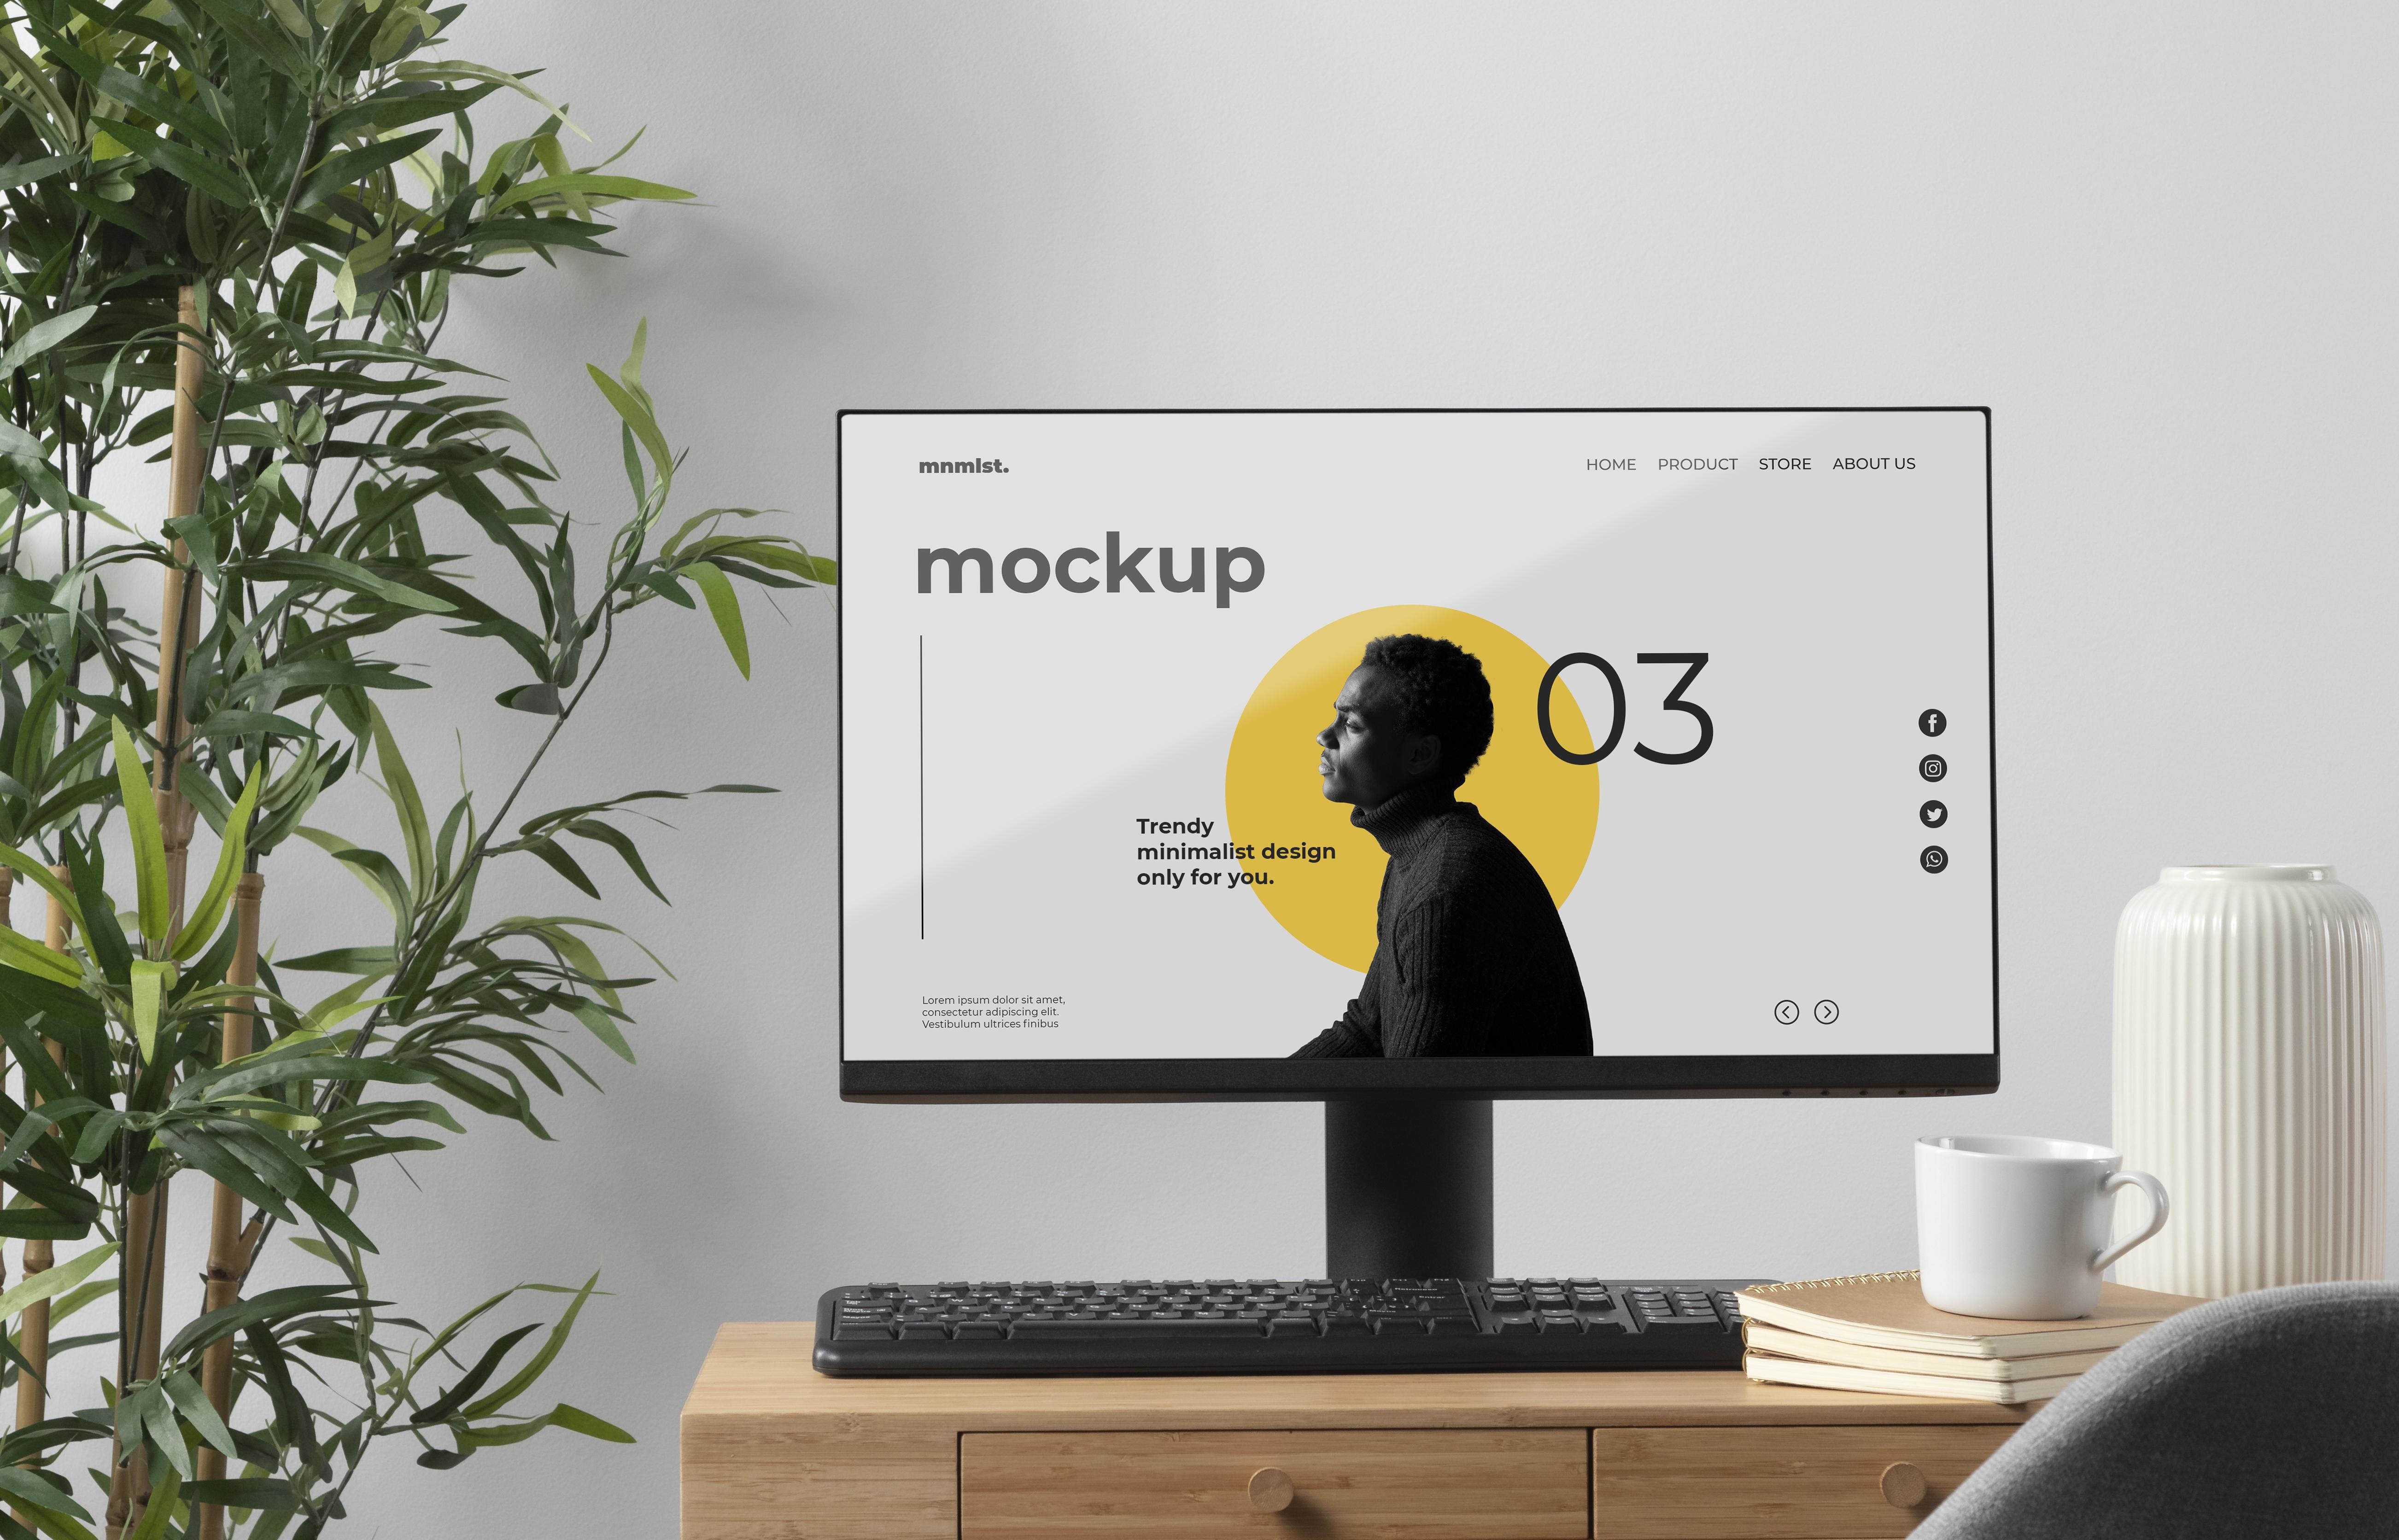 mnmlst.
HOME PRODUCT STORE ABOUT US
mockup
03
Trendy
minimalist design
only for you.
Lorem ipsum dolor sit amet,
consectetur adipiscing elit.
Vestibulum ultrices finibus